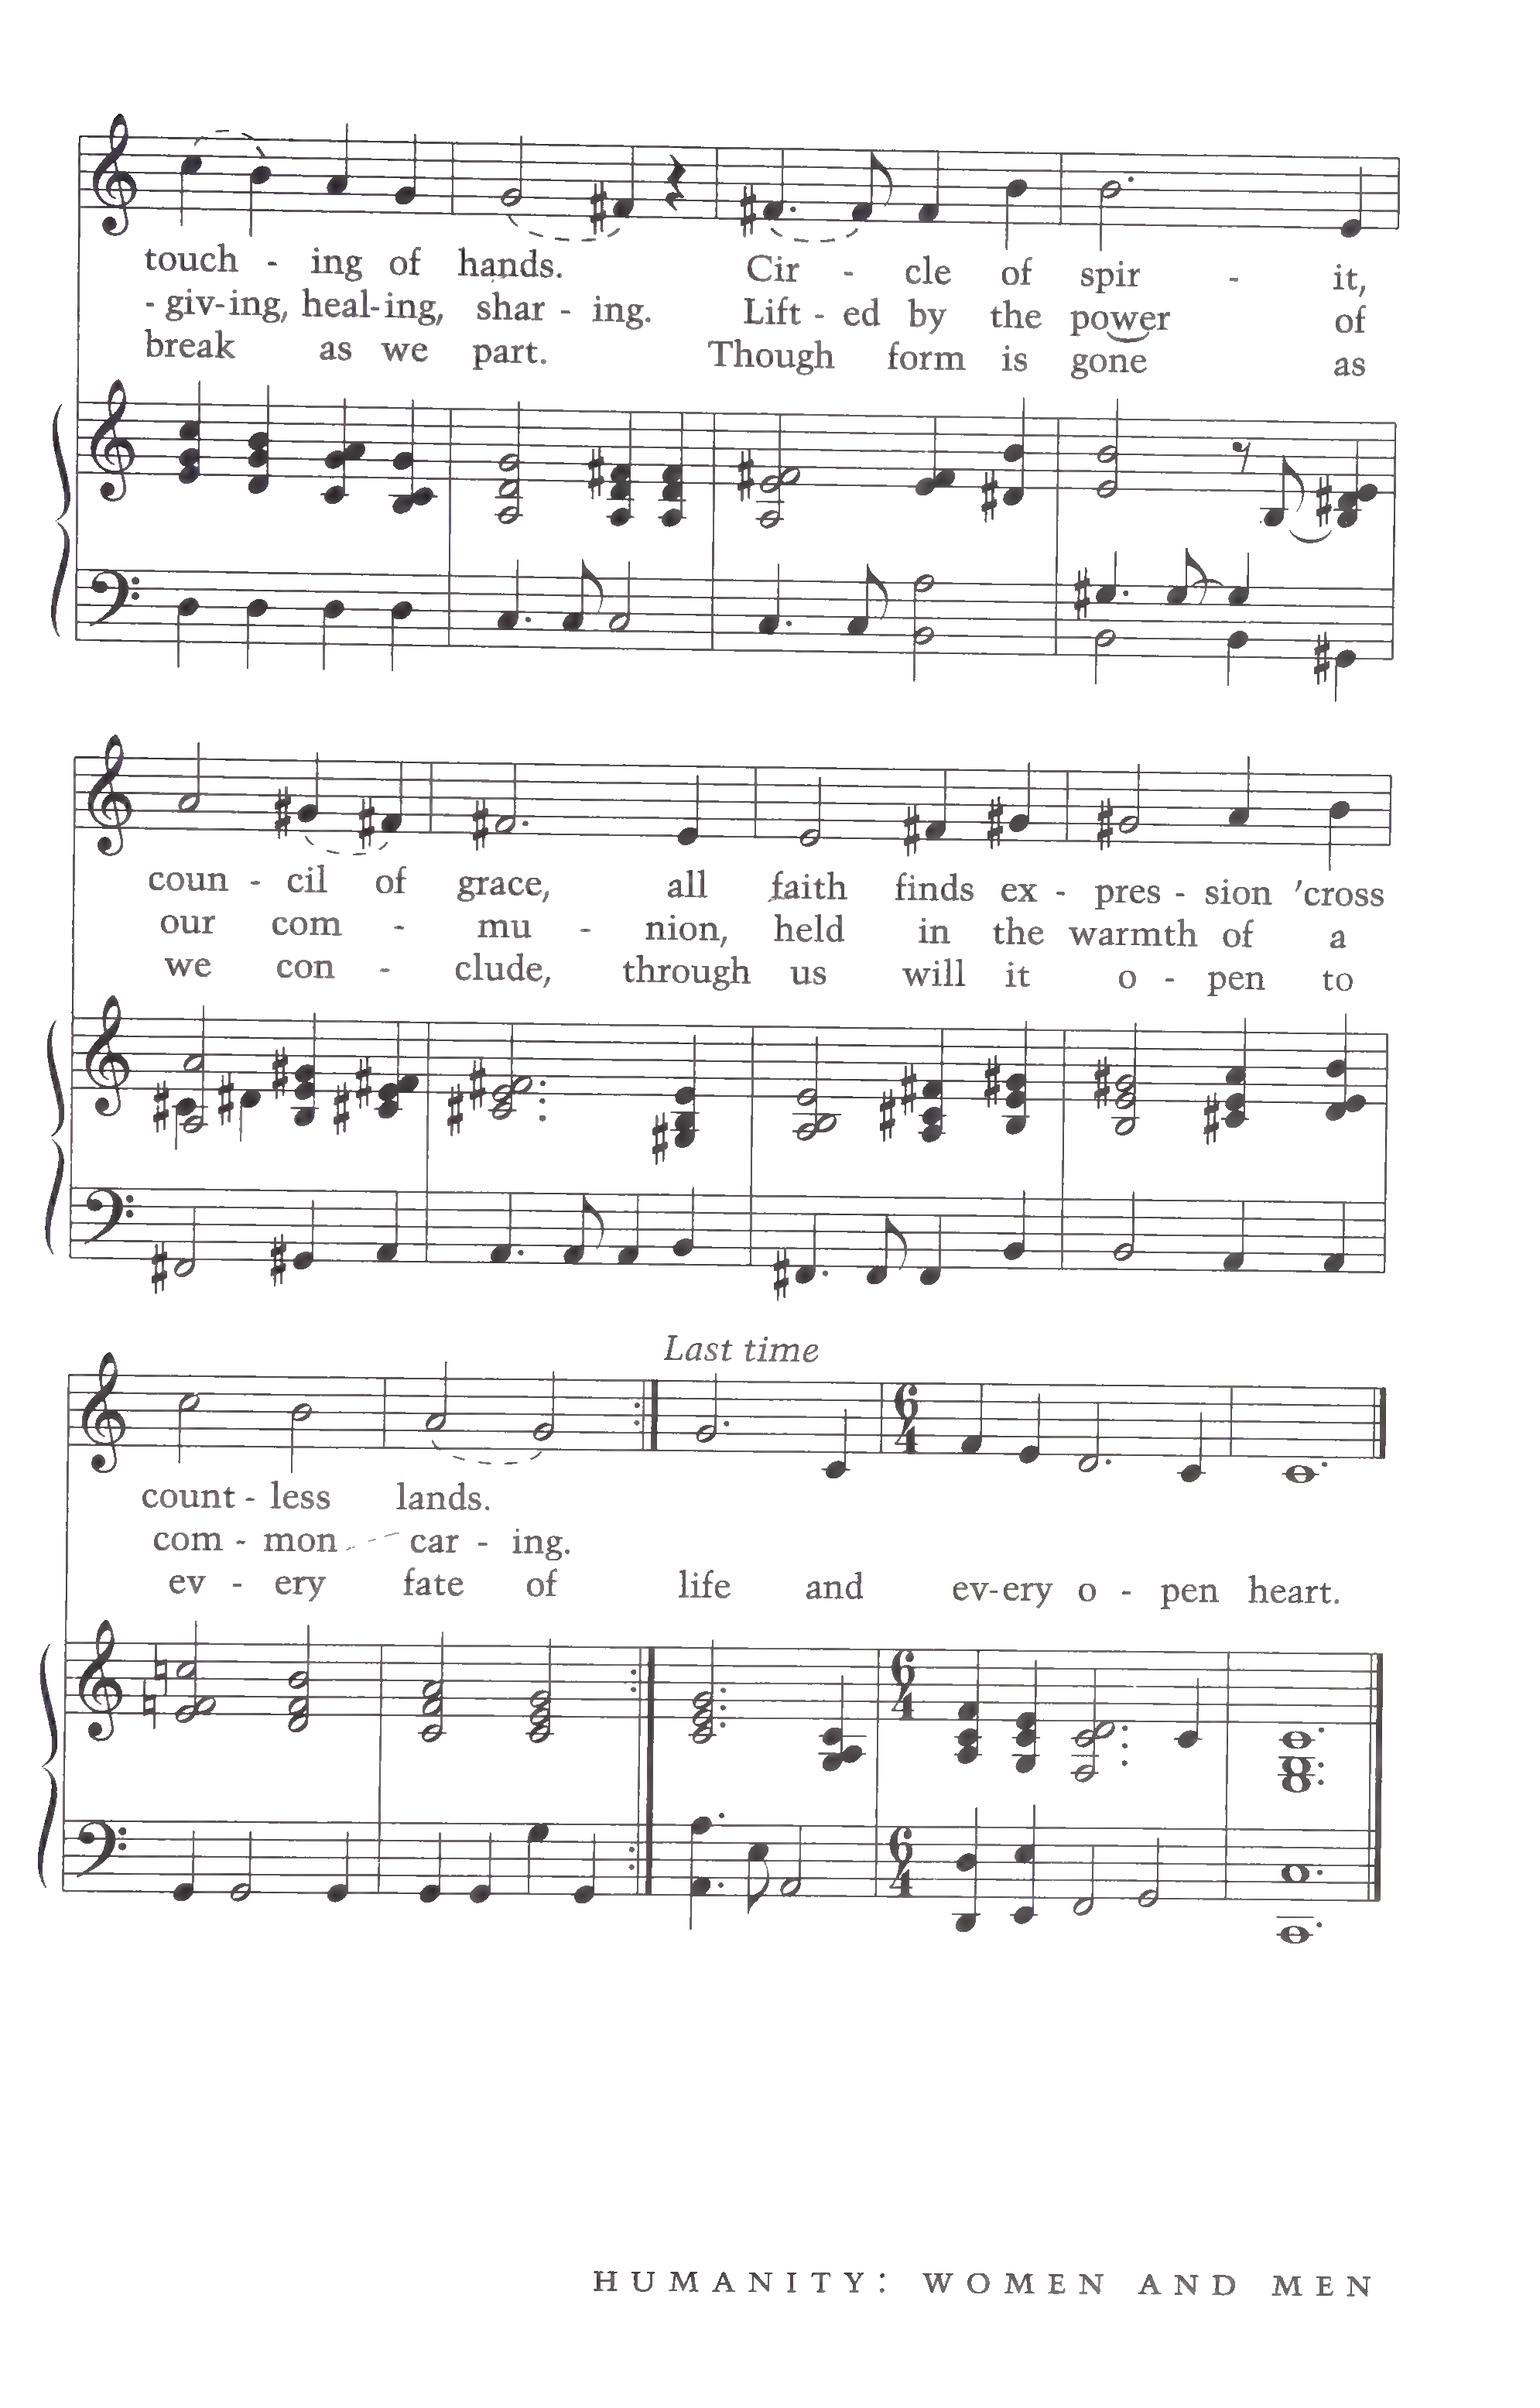 touch - ing of hands. Cir - cle of spir - it,
- giv-ing, heal-ing, shar - ing. Lift - ed by the power of
break as we part. Though form is gone as
coun - cil of grace, all faith finds ex - pres - sion 'cross
our com - mu - nion, held in the warmth of a
we con - clude, through us will it o - pen to
Last time
6
4
count - less lands.
com - mon car - ing.
ev - ery fate of life and ev-ery o - pen heart.
6
4
6
4
HUMANITY: WOMEN AND MEN